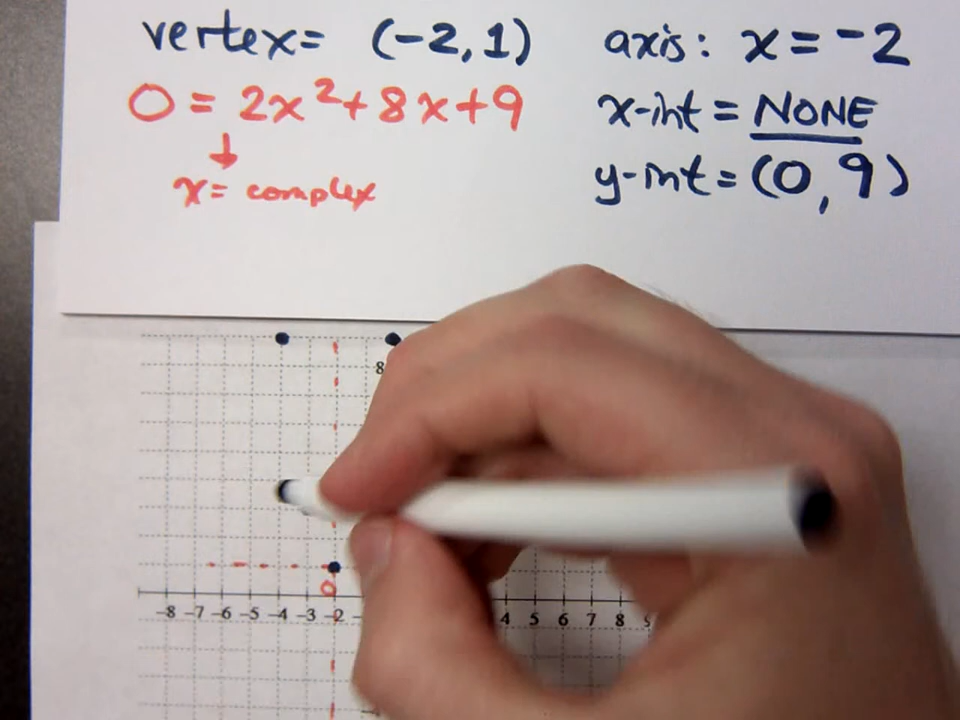 vertex= (-2,1)
axis: x=-2
0 = 2x²+8x+9
x-int = NONE
↓
x= complex
y-int = (0,9)
8
-8 -7 -6 -5 -4 -3 -2 4 5 6 7 8